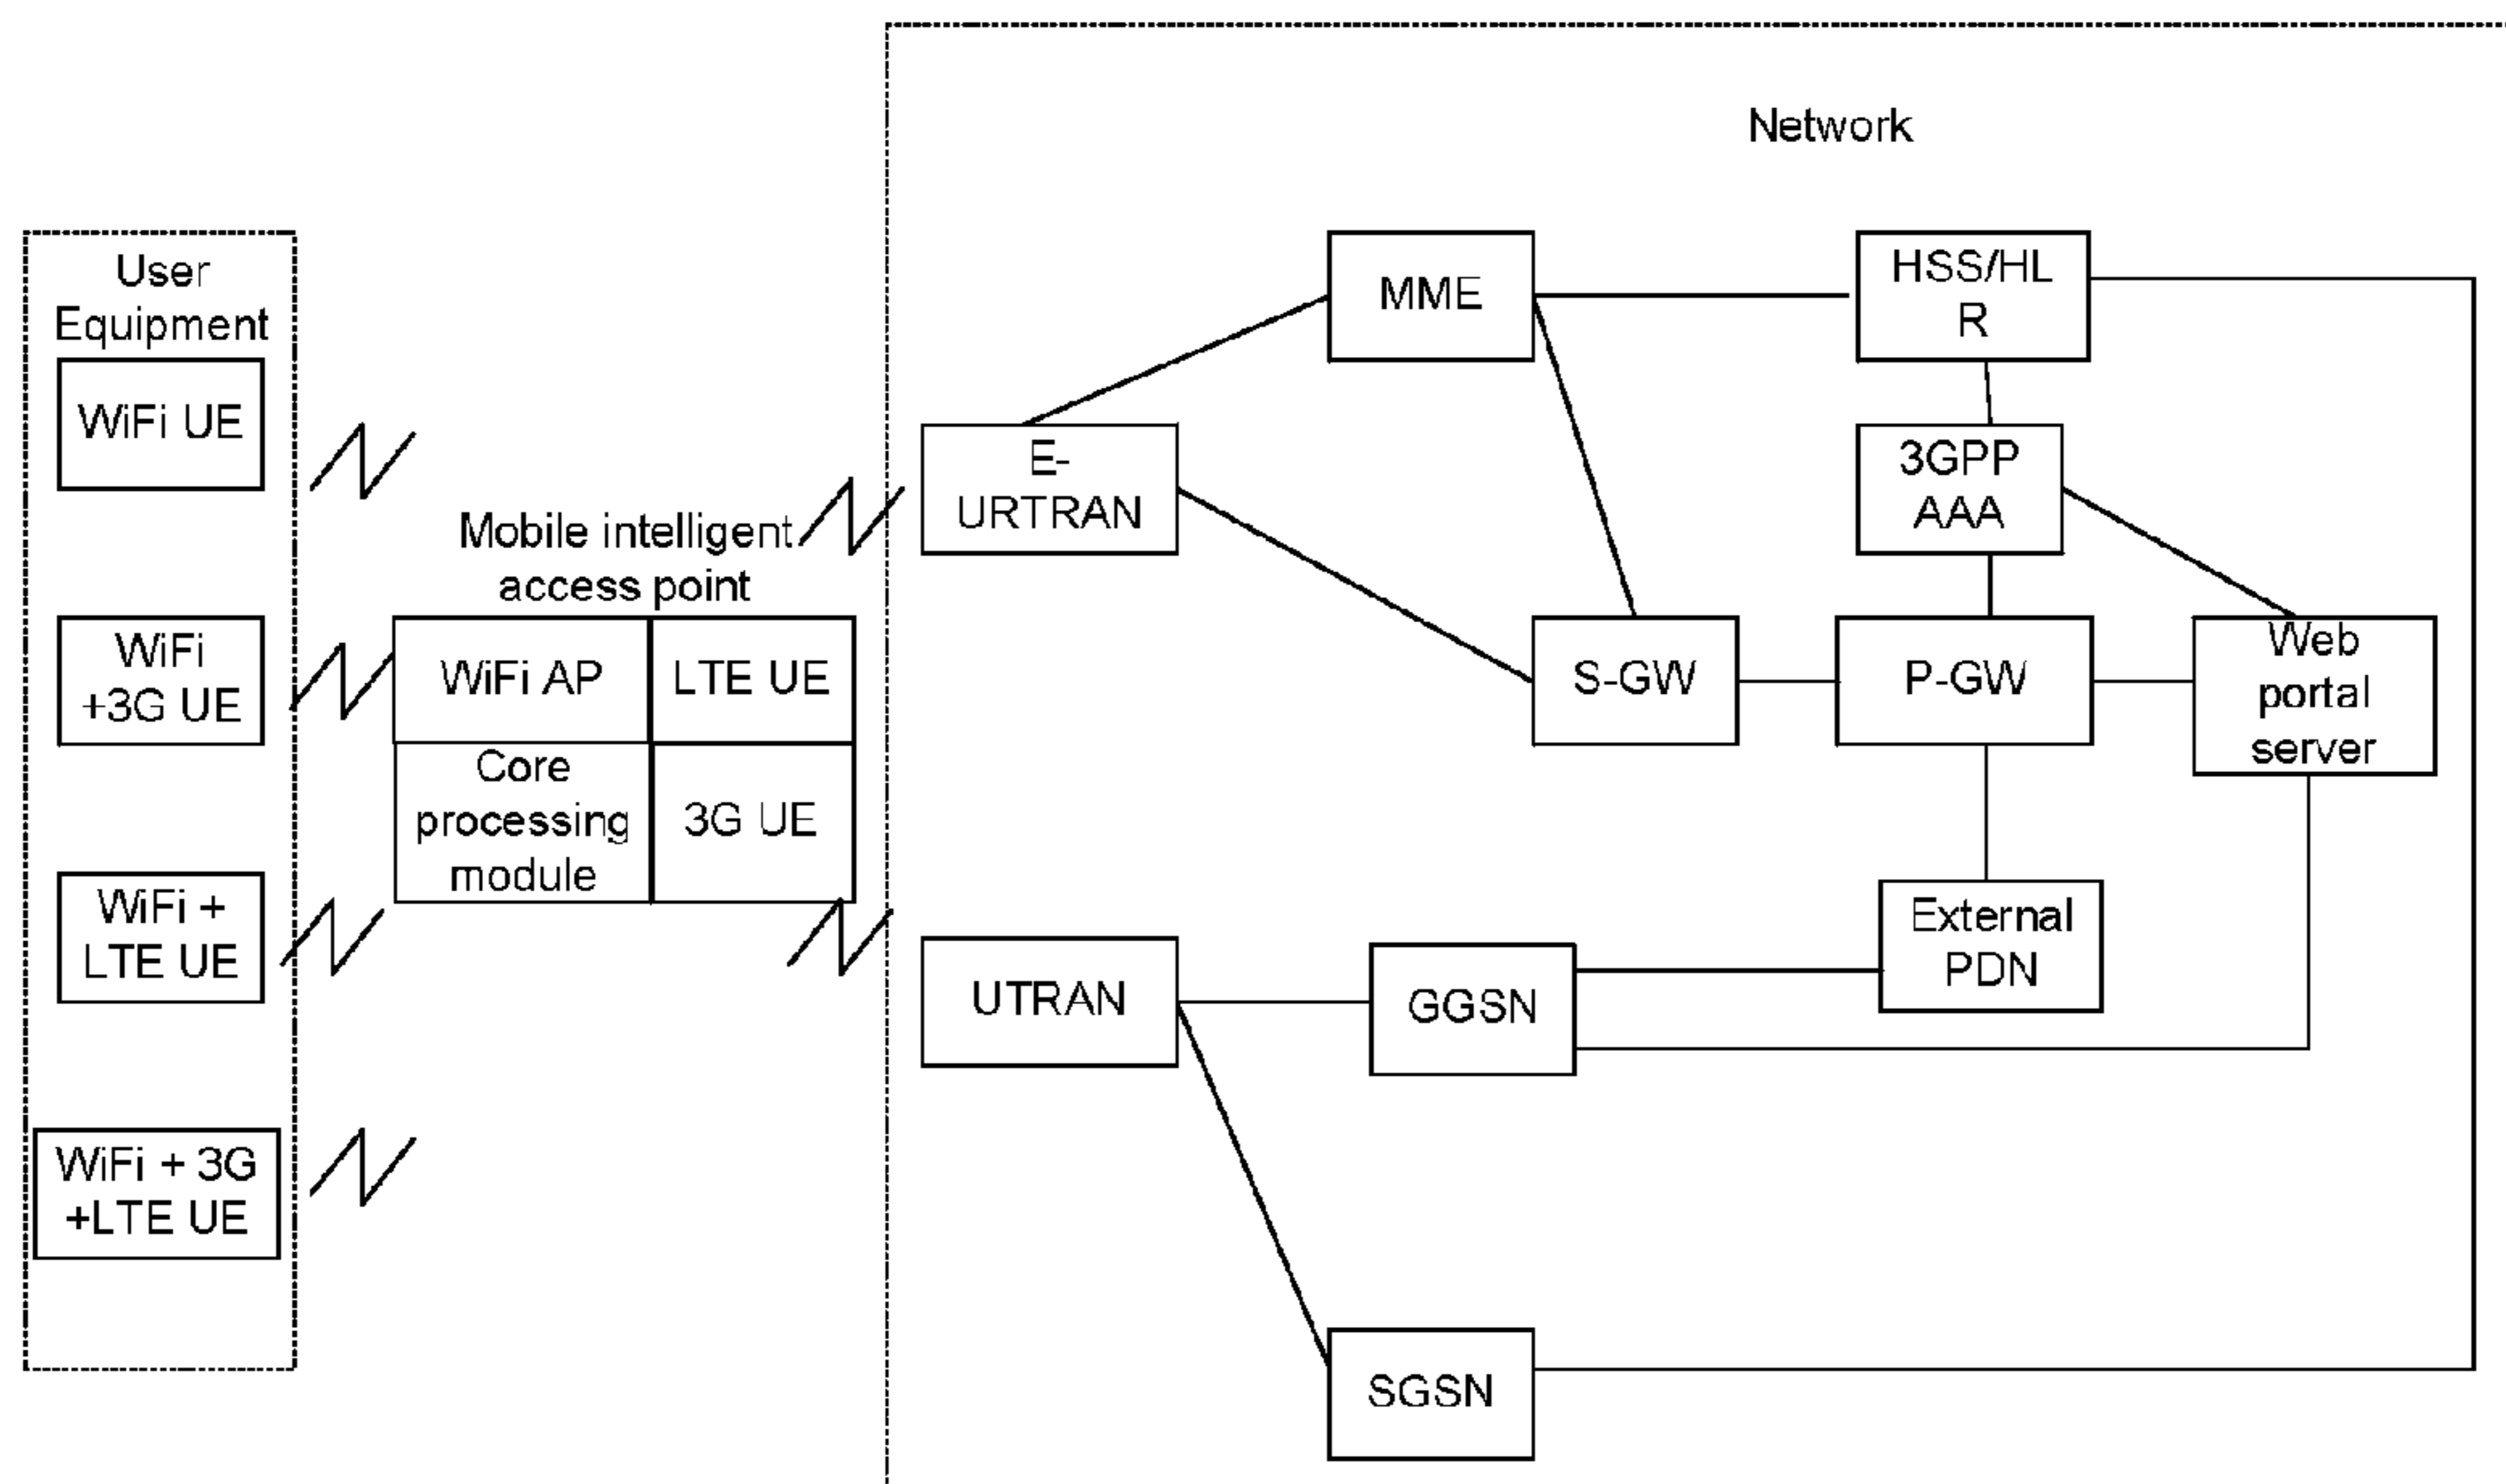 Network
User
Equipment
WiFi UE
WiFi
+3G UE
WiFi +
LTE UE
WiFi + 3G
+LTE UE
Mobile intelligent
access point
WiFi AP
LTE UE
Core
processing
module
3G UE
MME
HSS/HL
R
E-
URTRAN
3GPP
AAA
S-GW
P-GW
Web
portal
server
External
PDN
UTRAN
GGSN
SGSN